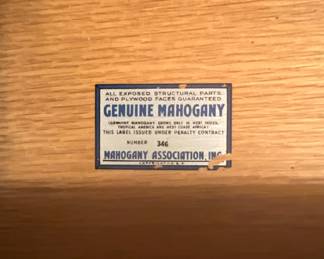 ALL EXPOSED STRUCTURAL PARTS
AND PLYWOOD FACES GUARANTEED
GENUINE MAHOGANY
(GENUINE MAHOGANY GROWS ONLY IN WEST INDIES,
TROPICAL AMERICA AND WEST COAST AFRICA)
THIS LABEL ISSUED UNDER PENALTY CONTRACT
NUMBER 346
MAHOGANY ASSOCIATION, INC.